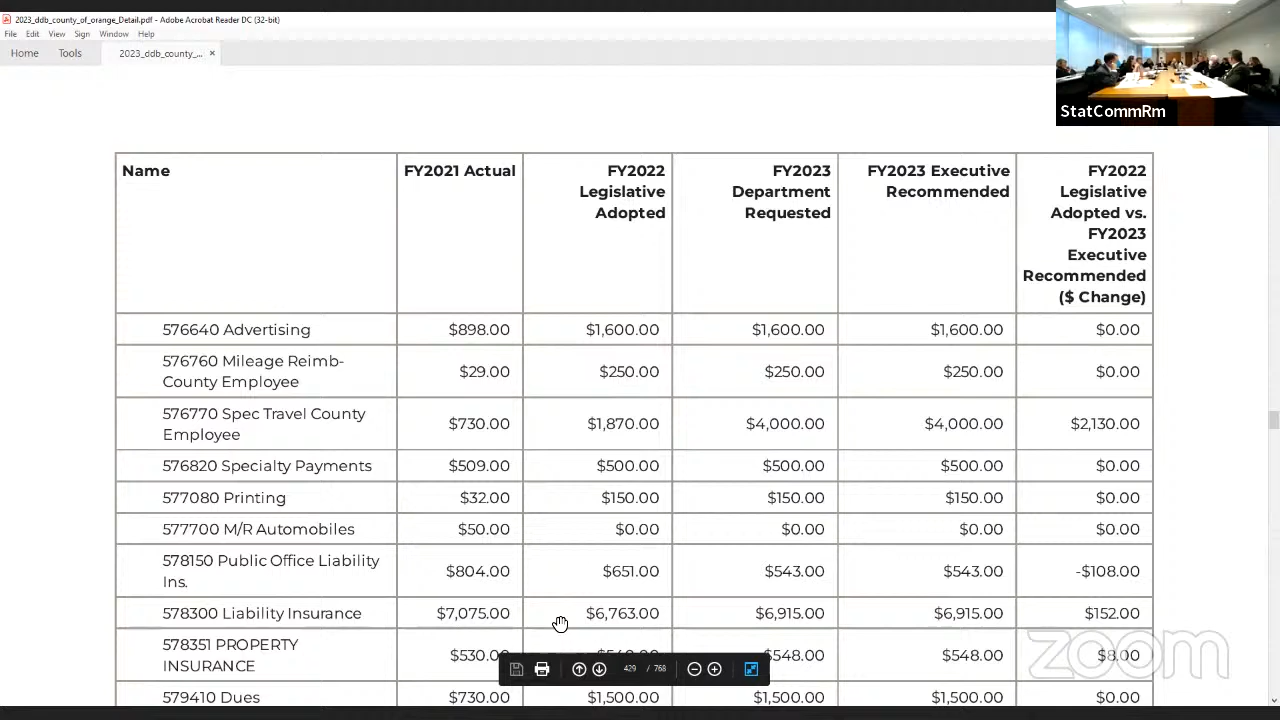 2023_ddb_county_of_orange_Detail.pdf - Adobe Acrobat Reader DC (32-bit)
File Edit View Sign Window Help
Home Tools 2023_ddb_county_... ×
StatCommRm
Name FY2021 Actual FY2022 Legislative Adopted FY2023 Department Requested FY2023 Executive Recommended FY2022 Legislative Adopted vs. FY2023 Executive Recommended ($ Change)
576640 Advertising $898.00 $1,600.00 $1,600.00 $1,600.00 $0.00
576760 Mileage Reimb-
County Employee $29.00 $250.00 $250.00 $250.00 $0.00
576770 Spec Travel County
Employee $730.00 $1,870.00 $4,000.00 $4,000.00 $2,130.00
576820 Specialty Payments $509.00 $500.00 $500.00 $500.00 $0.00
577080 Printing $32.00 $150.00 $150.00 $150.00 $0.00
577700 M/R Automobiles $50.00 $0.00 $0.00 $0.00 $0.00
578150 Public Office Liability
Ins. $804.00 $651.00 $543.00 $543.00 -$108.00
578300 Liability Insurance $7,075.00 $6,763.00 $6,915.00 $6,915.00 $152.00
578351 PROPERTY
INSURANCE $530.00 $548.00 $548.00 $8.00
429 / 768
zoom
579410 Dues $730.00 $1,500.00 $1,500.00 $1,500.00 $0.00